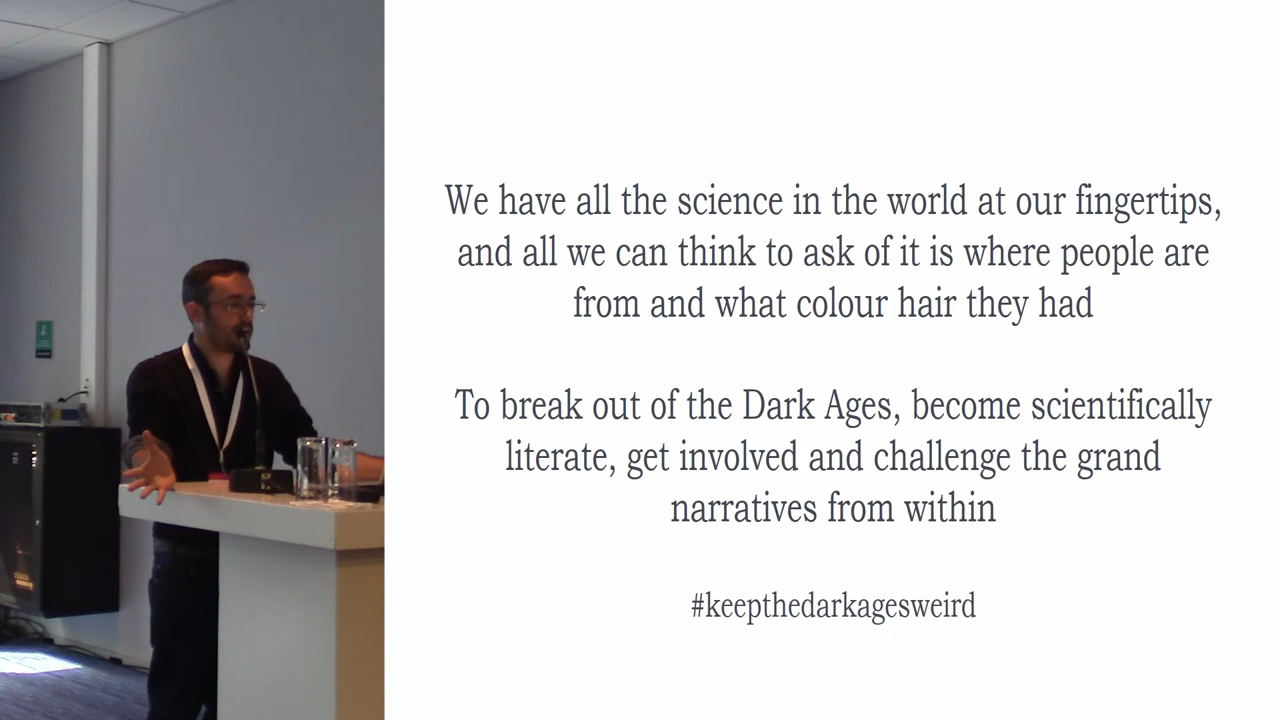 We have all the science in the world at our fingertips,
and all we can think to ask of it is where people are
from and what colour hair they had
To break out of the Dark Ages, become scientifically
literate, get involved and challenge the grand
narratives from within
#keepthedarkagesweird